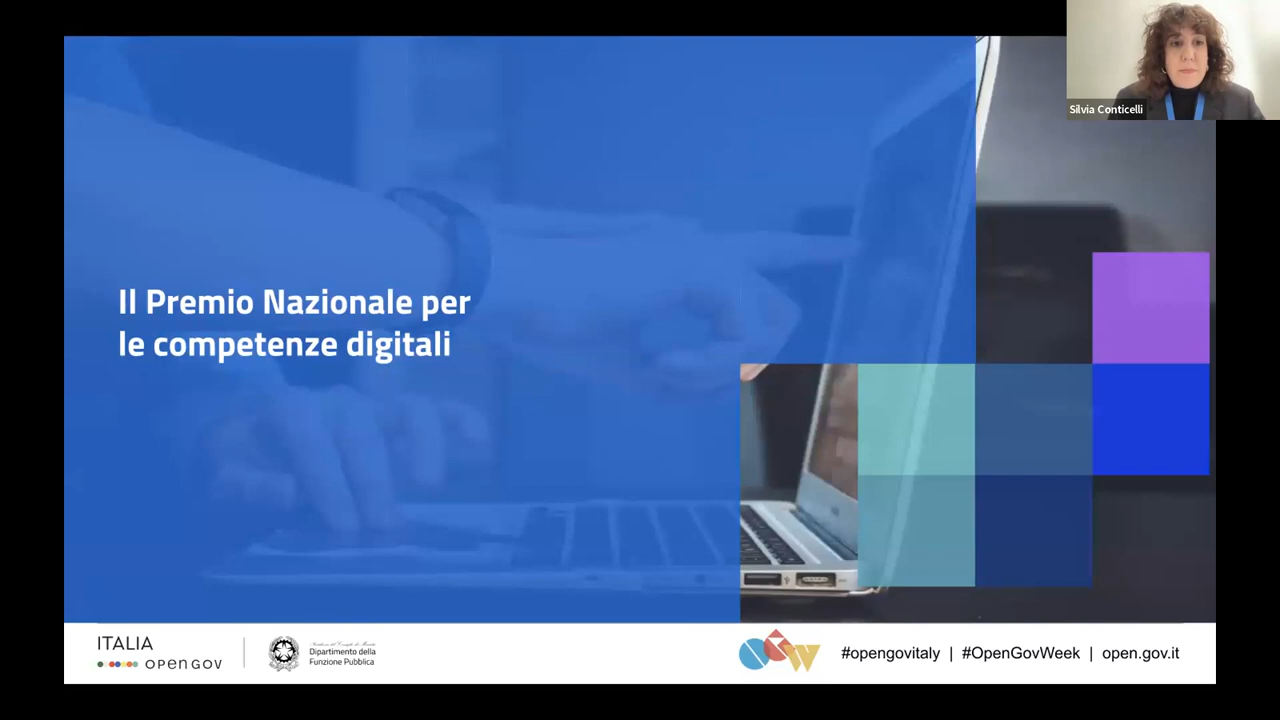 Silvia Conticelli
Il Premio Nazionale per
le competenze digitali
ITALIA
OPENGOV
Dipartimento della
Funzione Pubblica
OGW
#opengovitaly | #OpenGovWeek | open.gov.it